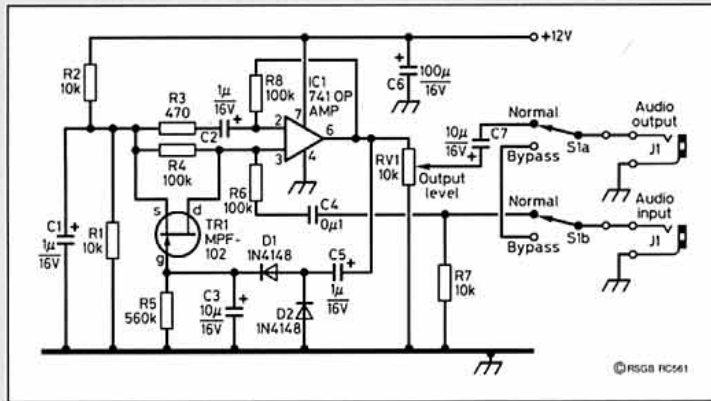 +12V
R2
10k
R3
470
1μ
16V
+
C2
R8
100k
IC1
741 OP
AMP
2
7
3
4
6
+
100μ
16V
C6
R4
100k
R6
100k
C4
0μ1
RV1
10k
Output
level
10μ
16V
+
C7
Normal
Bypass
S1a
Audio
output
J1
Normal
Bypass
S1b
Audio
input
J1
s
d
g
TR1
MPF-
102
C1
+
1μ
16V
R1
10k
D1
1N4148
C5
+
1μ
16V
R5
560k
C3
+
10μ
16V
D2
1N4148
R7
10k
©RSGB RC561